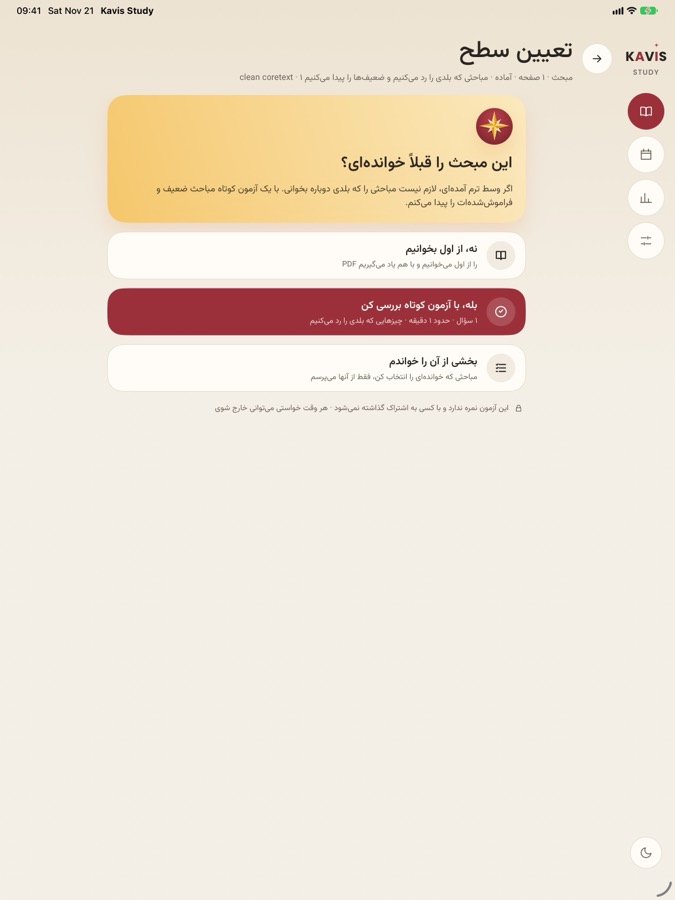 09:41 Sat Nov 21 Kavis Study
KAVIS
STUDY
تعیین سطح
clean coretext · ۱ مبحث · ۱ صفحه · آماده · مباحثی که بلدی را رد می‌کنیم و ضعیف‌ها را پیدا می‌کنیم
این مبحث را قبلاً خوانده‌ای؟
اگر وسط ترم آمده‌ای، لازم نیست مباحثی را که بلدی دوباره بخوانی. با یک آزمون کوتاه مباحث ضعیف و
فراموش‌شده‌ات را پیدا می‌کنم.
نه، از اول بخوانیم
PDF را از اول می‌خوانیم و با هم یاد می‌گیریم
بله، با آزمون کوتاه بررسی کن
۱ سؤال · حدود ۱ دقیقه · چیزهایی که بلدی را رد می‌کنیم
بخشی از آن را خواندم
مباحثی که خوانده‌ای را انتخاب کن، فقط از آنها می‌پرسم
این آزمون نمره ندارد و با کسی به اشتراک گذاشته نمی‌شود · هر وقت خواستی می‌توانی خارج شوی